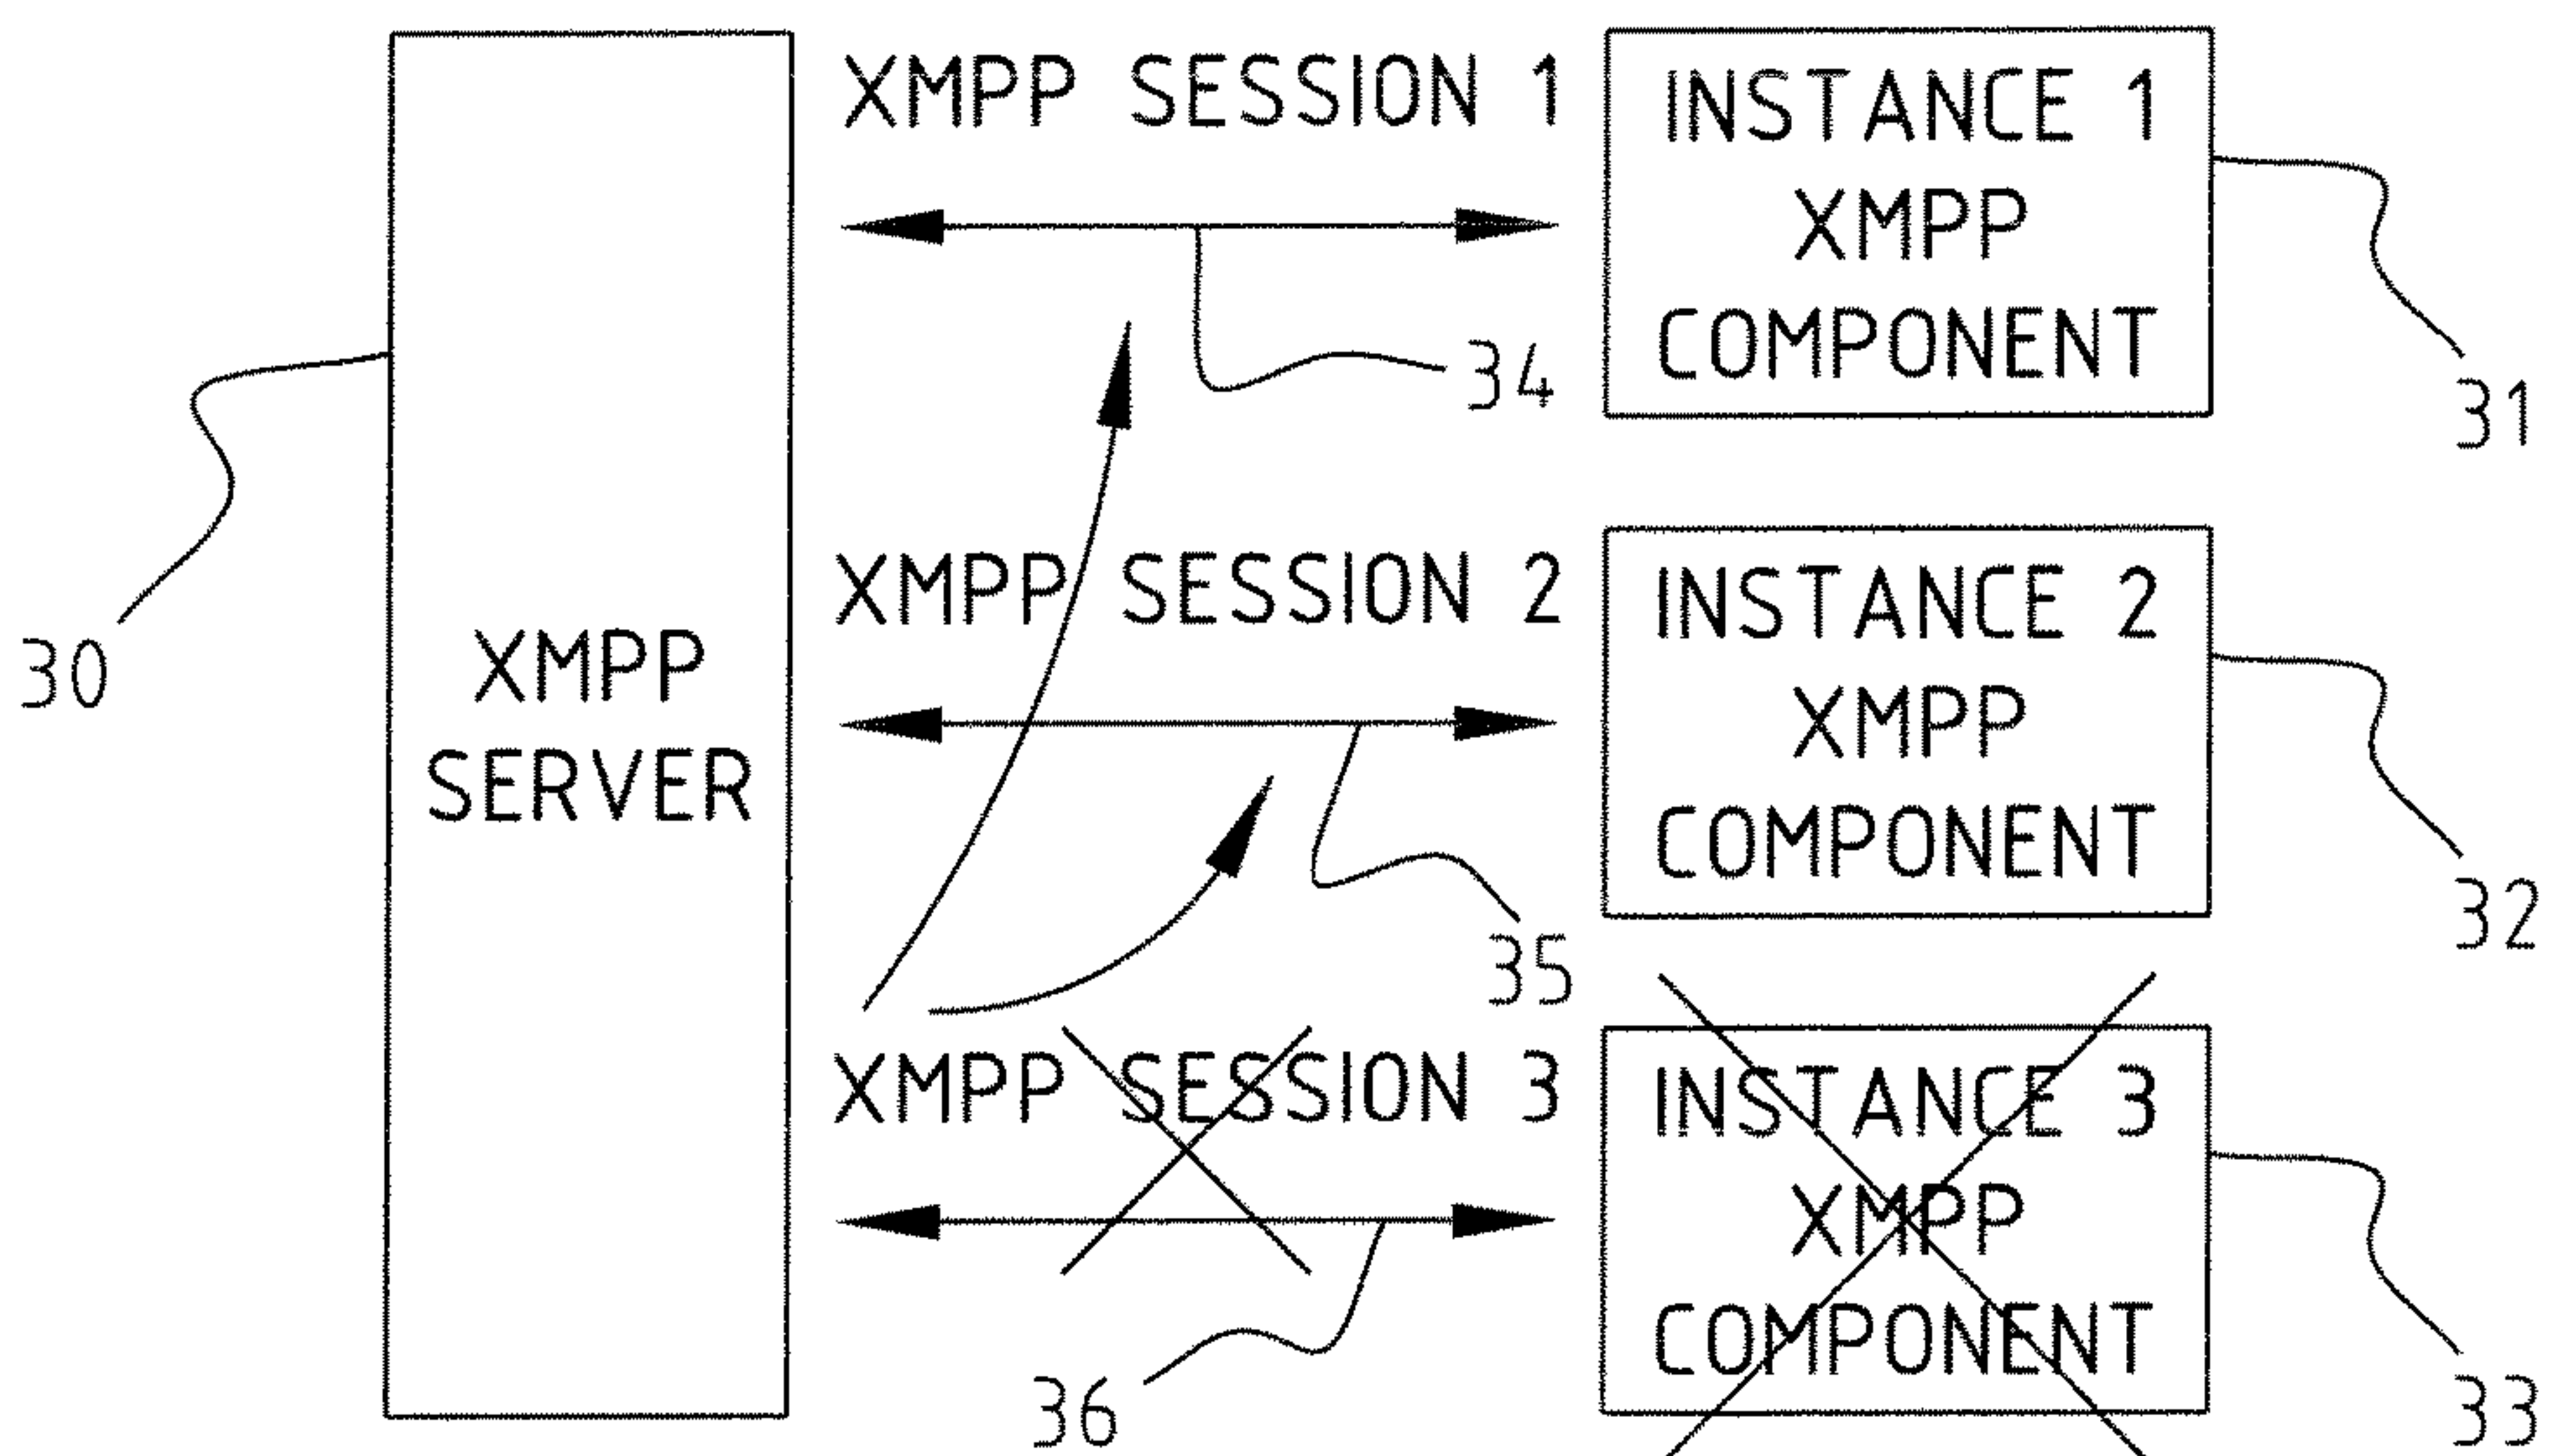 XMPP SESSION 1
INSTANCE 1
XMPP
COMPONENT
34
31
30
XMPP
SERVER
XMPP SESSION 2
INSTANCE 2
XMPP
COMPONENT
35
32
XMPP SESSION 3
INSTANCE 3
XMPP
COMPONENT
36
33